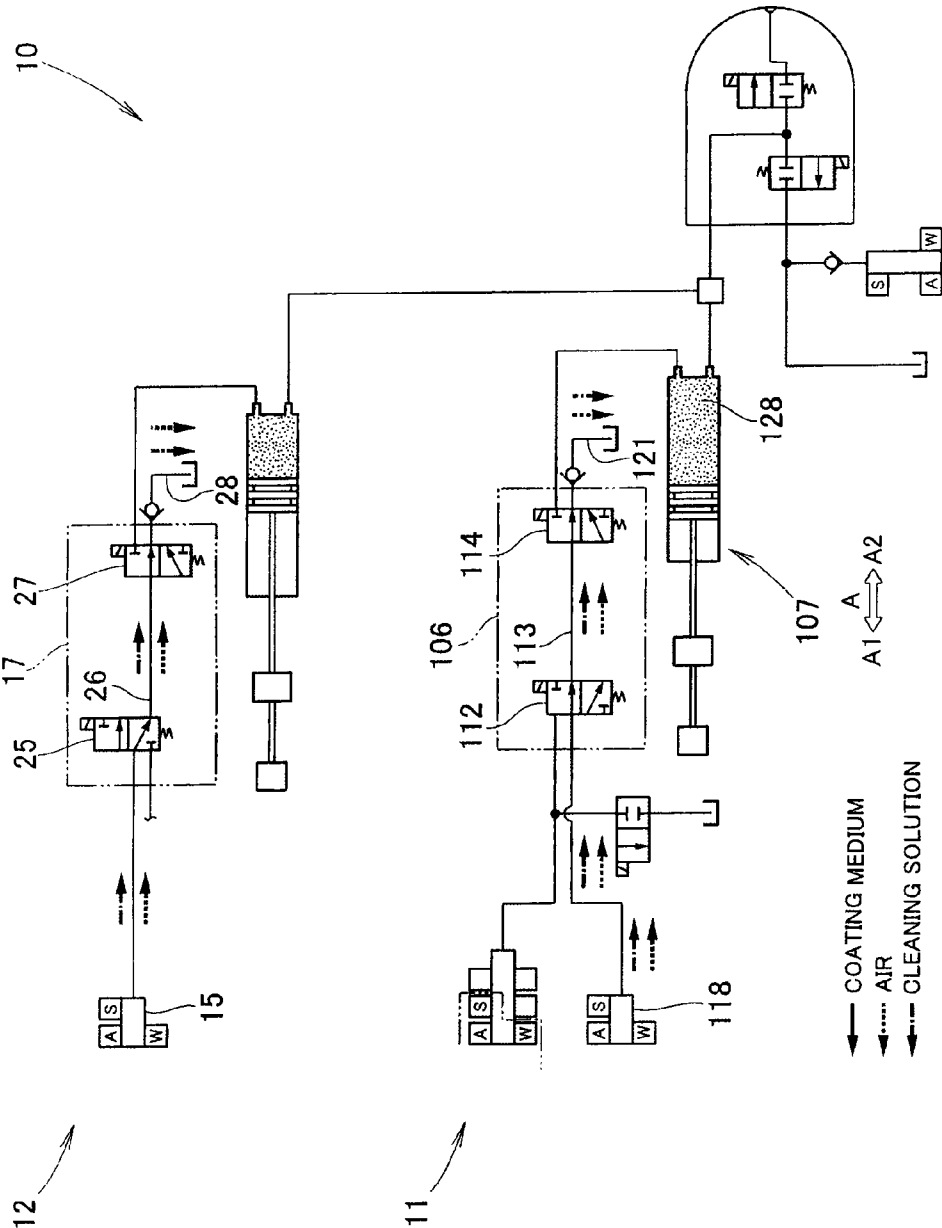 10
12
17
25
26
27
28
15
S
A
W
11
106
112
113
114
121
118
107
128
A
S
W
S
A
W
S
A
W
A1 A A2
COATING MEDIUM
AIR
CLEANING SOLUTION